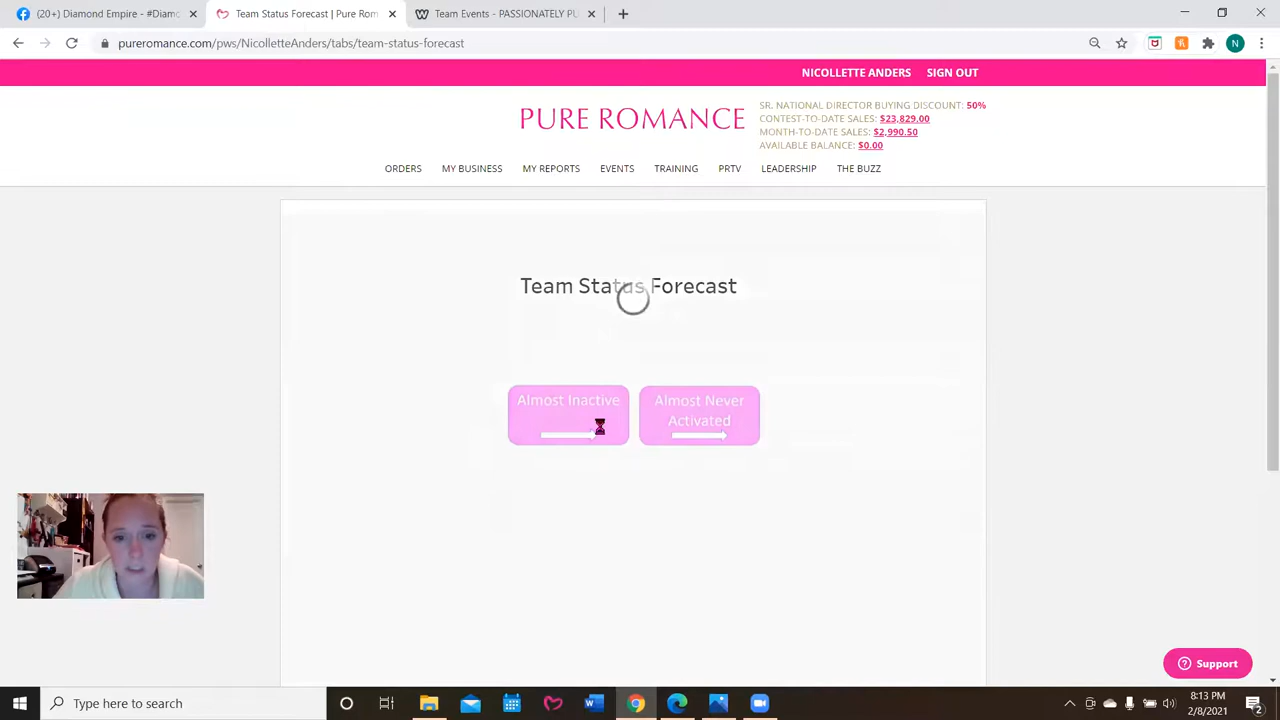 (20+) Diamond Empire - #Diamo
Team Status Forecast | Pure Rom
Team Events - PASSIONATELY PU
pureromance.com/pws/NicolletteAnders/tabs/team-status-forecast
N
NICOLLETTE ANDERS SIGN OUT
PURE ROMANCE
SR. NATIONAL DIRECTOR BUYING DISCOUNT: 50%
CONTEST-TO-DATE SALES: $23,829.00
MONTH-TO-DATE SALES: $2,990.50
AVAILABLE BALANCE: $0.00
ORDERS MY BUSINESS MY REPORTS EVENTS TRAINING PRTV LEADERSHIP THE BUZZ
Team Status Forecast
Almost Inactive
Almost Never
Activated
Support
Type here to search
8:13 PM
2/8/2021
2